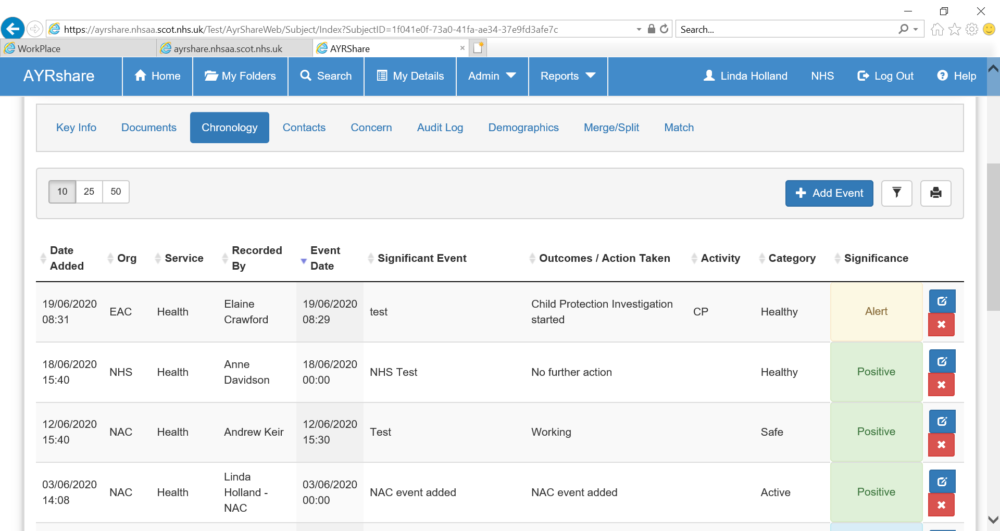 https://ayrshare.nhsaa.scot.nhs.uk/Test/AyrShareWeb/Subject/Index?SubjectID=1f041e0f-73a0-41fa-ae34-37e9fd3afe7c Search...
WorkPlace ayrshare.nhsaa.scot.nhs.uk AYRShare
AYRshare Home My Folders Search My Details Admin Reports Linda Holland NHS Log Out Help
Key Info Documents Chronology Contacts Concern Audit Log Demographics Merge/Split Match
10 25 50 Add Event
Date Added Org Service Recorded By Event Date Significant Event Outcomes / Action Taken Activity Category Significance
19/06/2020 08:31 EAC Health Elaine Crawford 19/06/2020 08:29 test Child Protection Investigation started CP Healthy Alert
18/06/2020 15:40 NHS Health Anne Davidson 18/06/2020 00:00 NHS Test No further action Healthy Positive
12/06/2020 15:40 NAC Health Andrew Keir 12/06/2020 15:30 Test Working Safe Positive
03/06/2020 14:08 NAC Health Linda Holland - NAC 03/06/2020 00:00 NAC event added NAC event added Active Positive